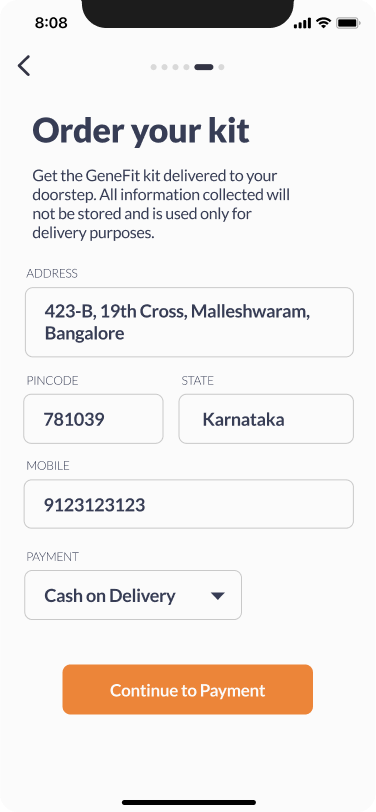 8:08
Order your kit
Get the GeneFit kit delivered to your
doorstep. All information collected will
not be stored and is used only for
delivery purposes.
ADDRESS
423-B, 19th Cross, Malleshwaram,
Bangalore
PINCODE
STATE
781039
Karnataka
MOBILE
9123123123
PAYMENT
Cash on Delivery
Continue to Payment